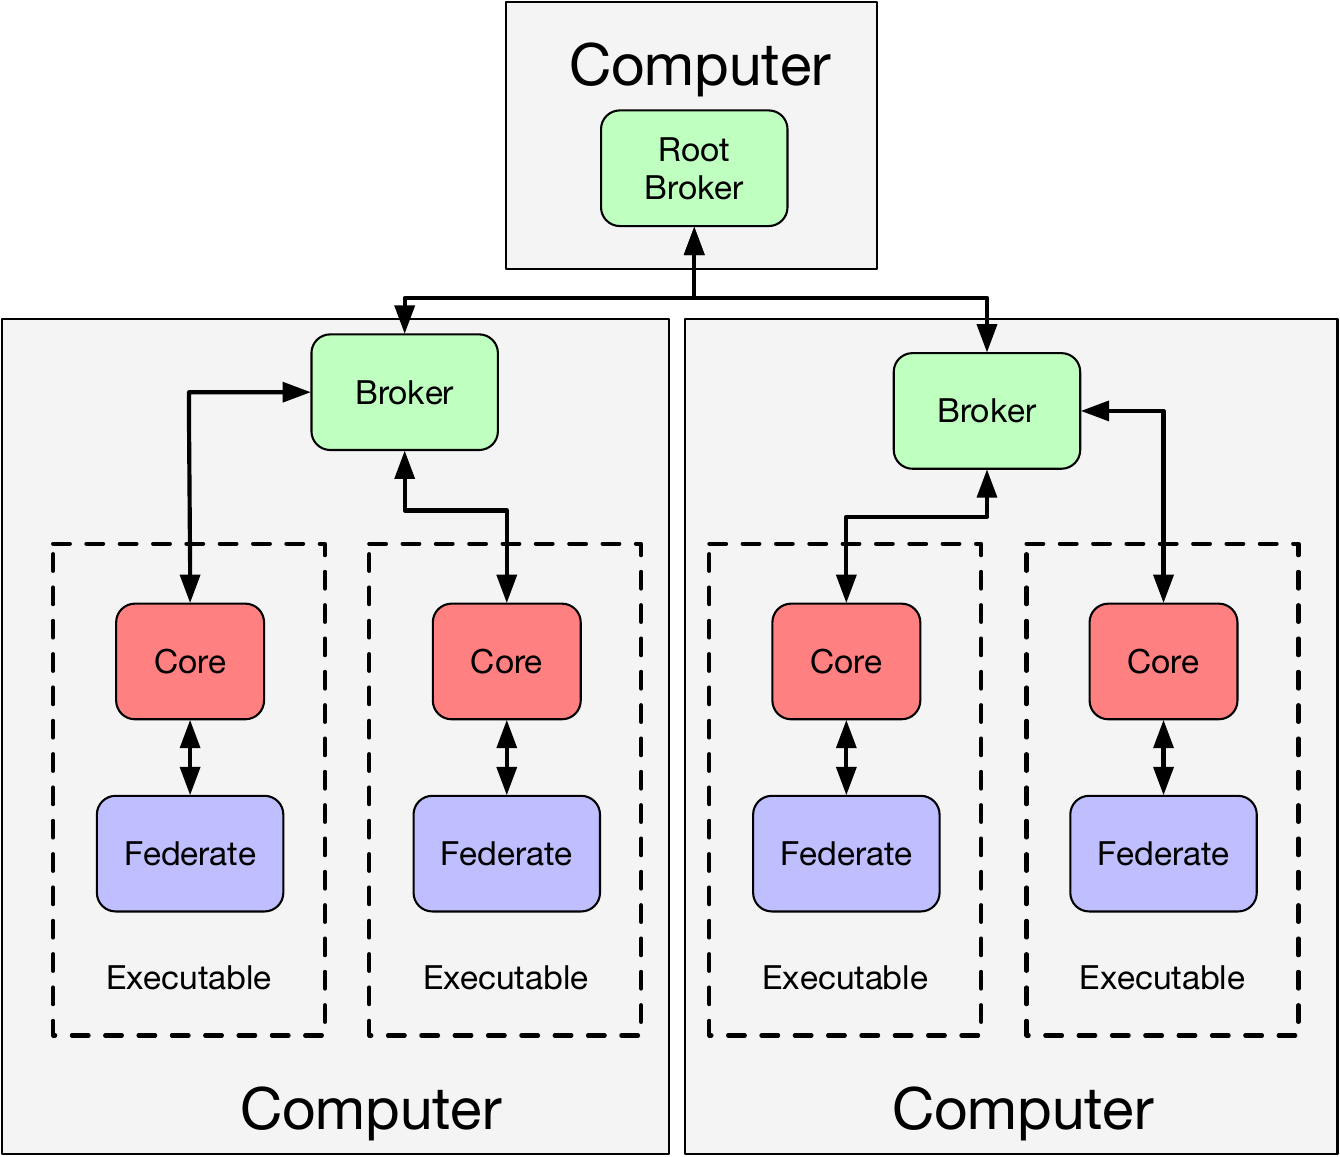 Computer
Root
Broker
Broker
Broker
Core
Core
Core
Core
Federate
Federate
Federate
Federate
Executable
Executable
Executable
Executable
Computer
Computer